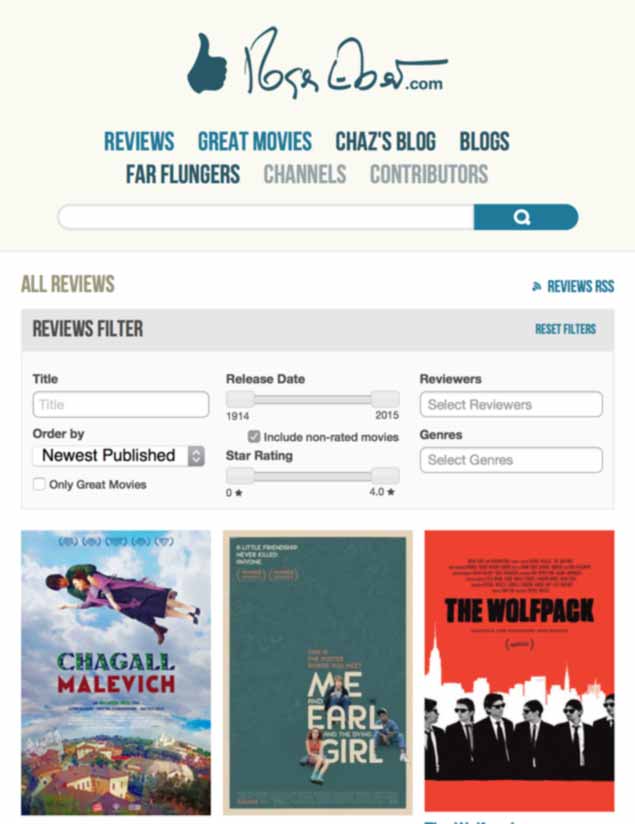 Roger Ebert.com
REVIEWS GREAT MOVIES CHAZ'S BLOG BLOGS
FAR FLUNGERS CHANNELS CONTRIBUTORS
ALL REVIEWS
REVIEWS RSS
REVIEWS FILTER
RESET FILTERS
Title
Title
Order by
Newest Published
Only Great Movies
Release Date
1914 2015
Include non-rated movies
Star Rating
0 ★ 4.0 ★
Reviewers
Select Reviewers
Genres
Select Genres
CHAGALL
MALEVICH
A LITTLE FRIENDSHIP
NEVER KILLED
ANYONE
ME
AND
EARL
AND THE DYING
GIRL
THE WOLFPACK